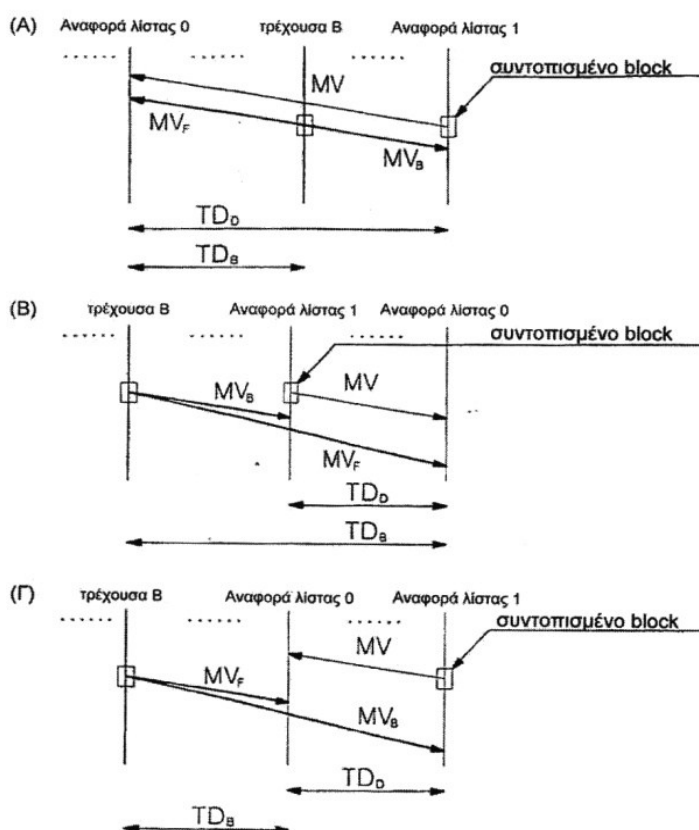 (Α) Αναφορά λίστας 0 τρέχουσα Β Αναφορά λίστας 1
συντοπισμένο block
MV
MV_F
MV_B
TD_D
TD_B
(Β) τρέχουσα Β Αναφορά λίστας 1 Αναφορά λίστας 0
συντοπισμένο block
MV_B MV
MV_F
TD_D
TD_B
(Γ) τρέχουσα Β Αναφορά λίστας 0 Αναφορά λίστας 1
συντοπισμένο block
MV
MV_F
MV_B
TD_D
TD_B